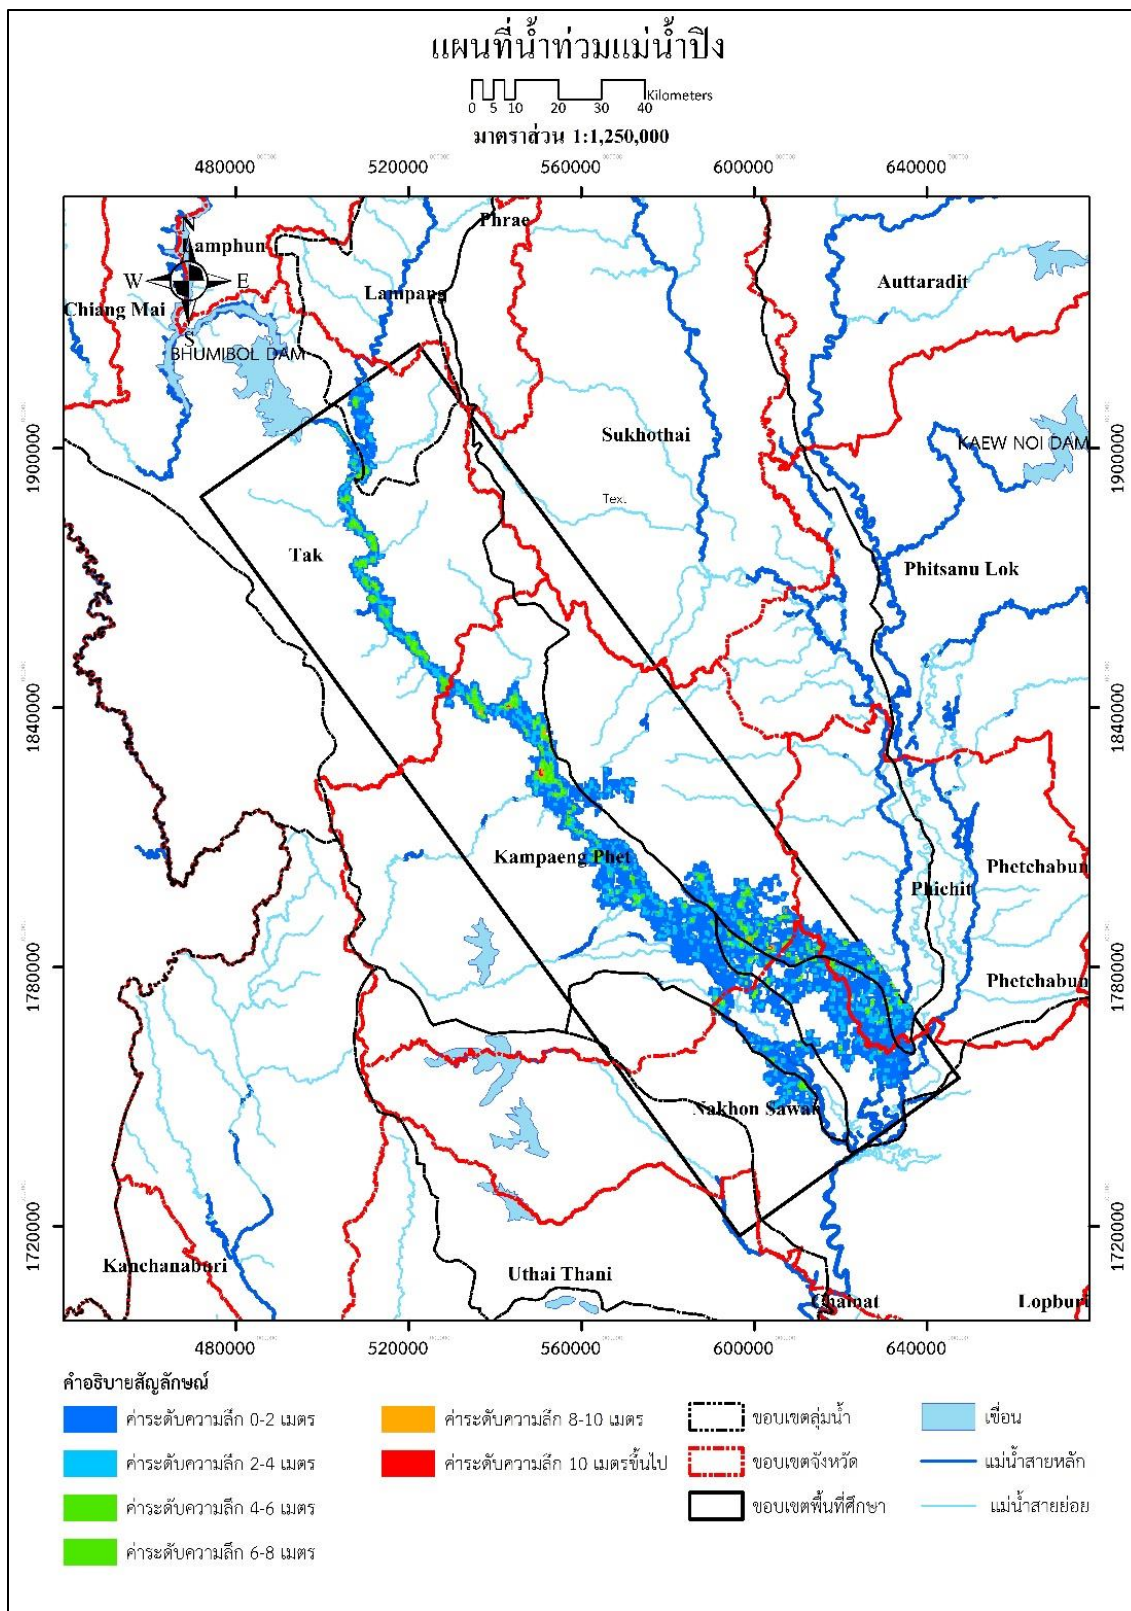 แผนที่น้ำท่วมแม่น้ำปิง
0 5 10 20 30 40 Kilometers
มาตราส่วน 1:1,250,000
480000 520000 560000 600000 640000
Phrae
N
Lamphun
W E
Auttaradit
Lampang
Chiang Mai
S
BHUMIBOL DAM
1900000
Sukhothai
KAEW NOI DAM
1900000
Tex.
Tak
Phitsanu Lok
1840000
1840000
Kampaeng Phet
Phetchabun
Phichit
1780000
Phetchabun
1780000
Nakhon Sawan
1720000
1720000
Kanchanaburi
Uthai Thani
Chainat
Lopburi
480000 520000 560000 600000 640000
คำอธิบายสัญลักษณ์
ค่าระดับความลึก 0-2 เมตร
ค่าระดับความลึก 8-10 เมตร
ขอบเขตลุ่มน้ำ
เขื่อน
ค่าระดับความลึก 2-4 เมตร
ค่าระดับความลึก 10 เมตรขึ้นไป
ขอบเขตจังหวัด
แม่น้ำสายหลัก
ค่าระดับความลึก 4-6 เมตร
ขอบเขตพื้นที่ศึกษา
แม่น้ำสายย่อย
ค่าระดับความลึก 6-8 เมตร